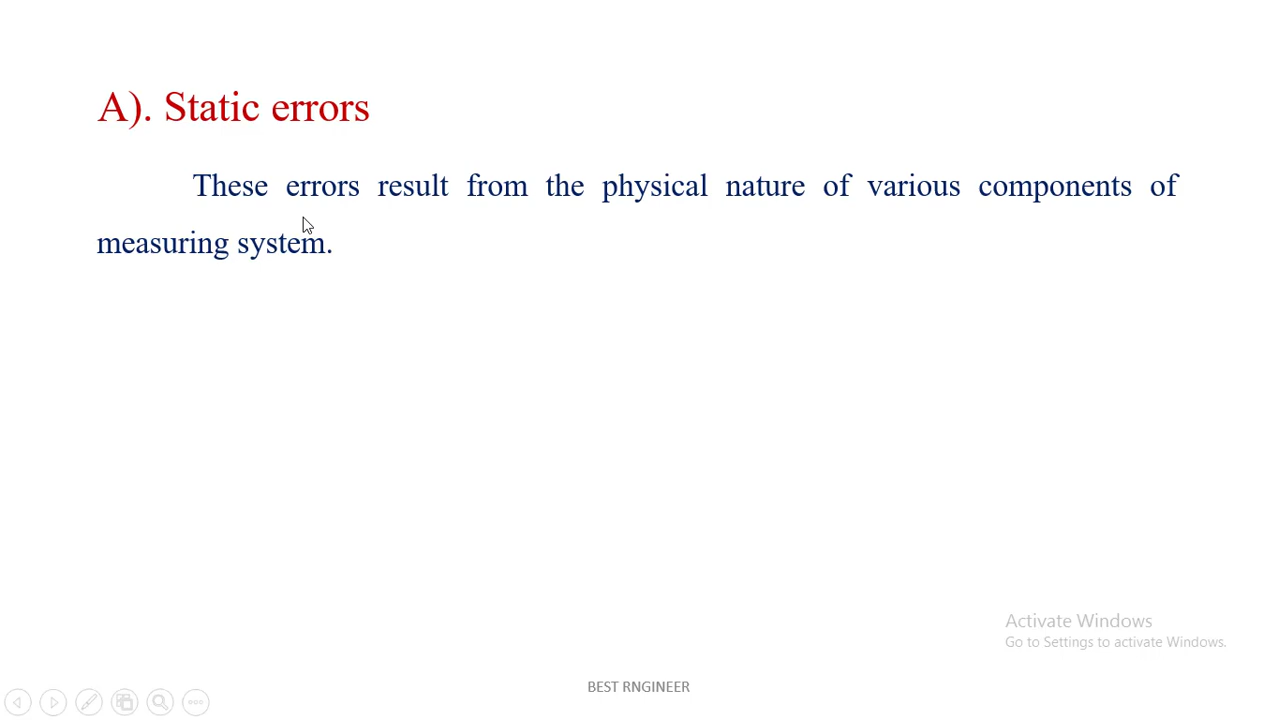 A). Static errors
These errors result from the physical nature of various components of
measuring system.
Activate Windows
Go to Settings to activate Windows.
BEST RNGINEER